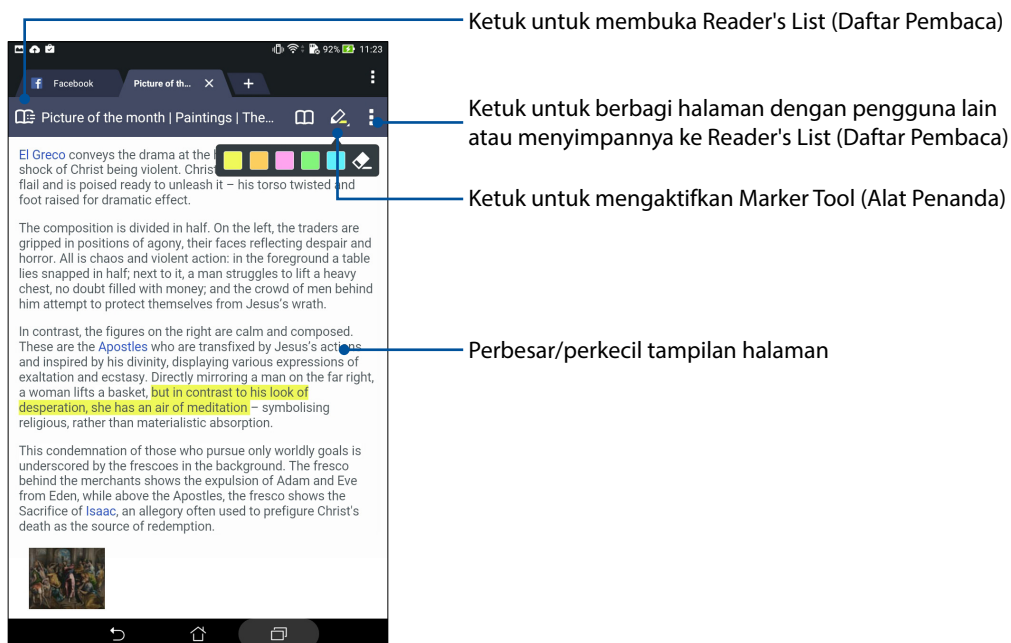 92% 11:23
Facebook
Picture of th...
Picture of the month | Paintings | The...
El Greco conveys the drama at the
shock of Christ being violent. Christ
flail and is poised ready to unleash it – his torso twisted and
foot raised for dramatic effect.
The composition is divided in half. On the left, the traders are
gripped in positions of agony, their faces reflecting despair and
horror. All is chaos and violent action: in the foreground a table
lies snapped in half; next to it, a man struggles to lift a heavy
chest, no doubt filled with money; and the crowd of men behind
him attempt to protect themselves from Jesus's wrath.
In contrast, the figures on the right are calm and composed.
These are the Apostles who are transfixed by Jesus's actions
and inspired by his divinity, displaying various expressions of
exaltation and ecstasy. Directly mirroring a man on the far right,
a woman lifts a basket, but in contrast to his look of
desperation, she has an air of meditation – symbolising
religious, rather than materialistic absorption.
This condemnation of those who pursue only worldly goals is
underscored by the frescoes in the background. The fresco
behind the merchants shows the expulsion of Adam and Eve
from Eden, while above the Apostles, the fresco shows the
Sacrifice of Isaac, an allegory often used to prefigure Christ's
death as the source of redemption.
Ketuk untuk membuka Reader's List (Daftar Pembaca)
Ketuk untuk berbagi halaman dengan pengguna lain
atau menyimpannya ke Reader's List (Daftar Pembaca)
Ketuk untuk mengaktifkan Marker Tool (Alat Penanda)
Perbesar/perkecil tampilan halaman